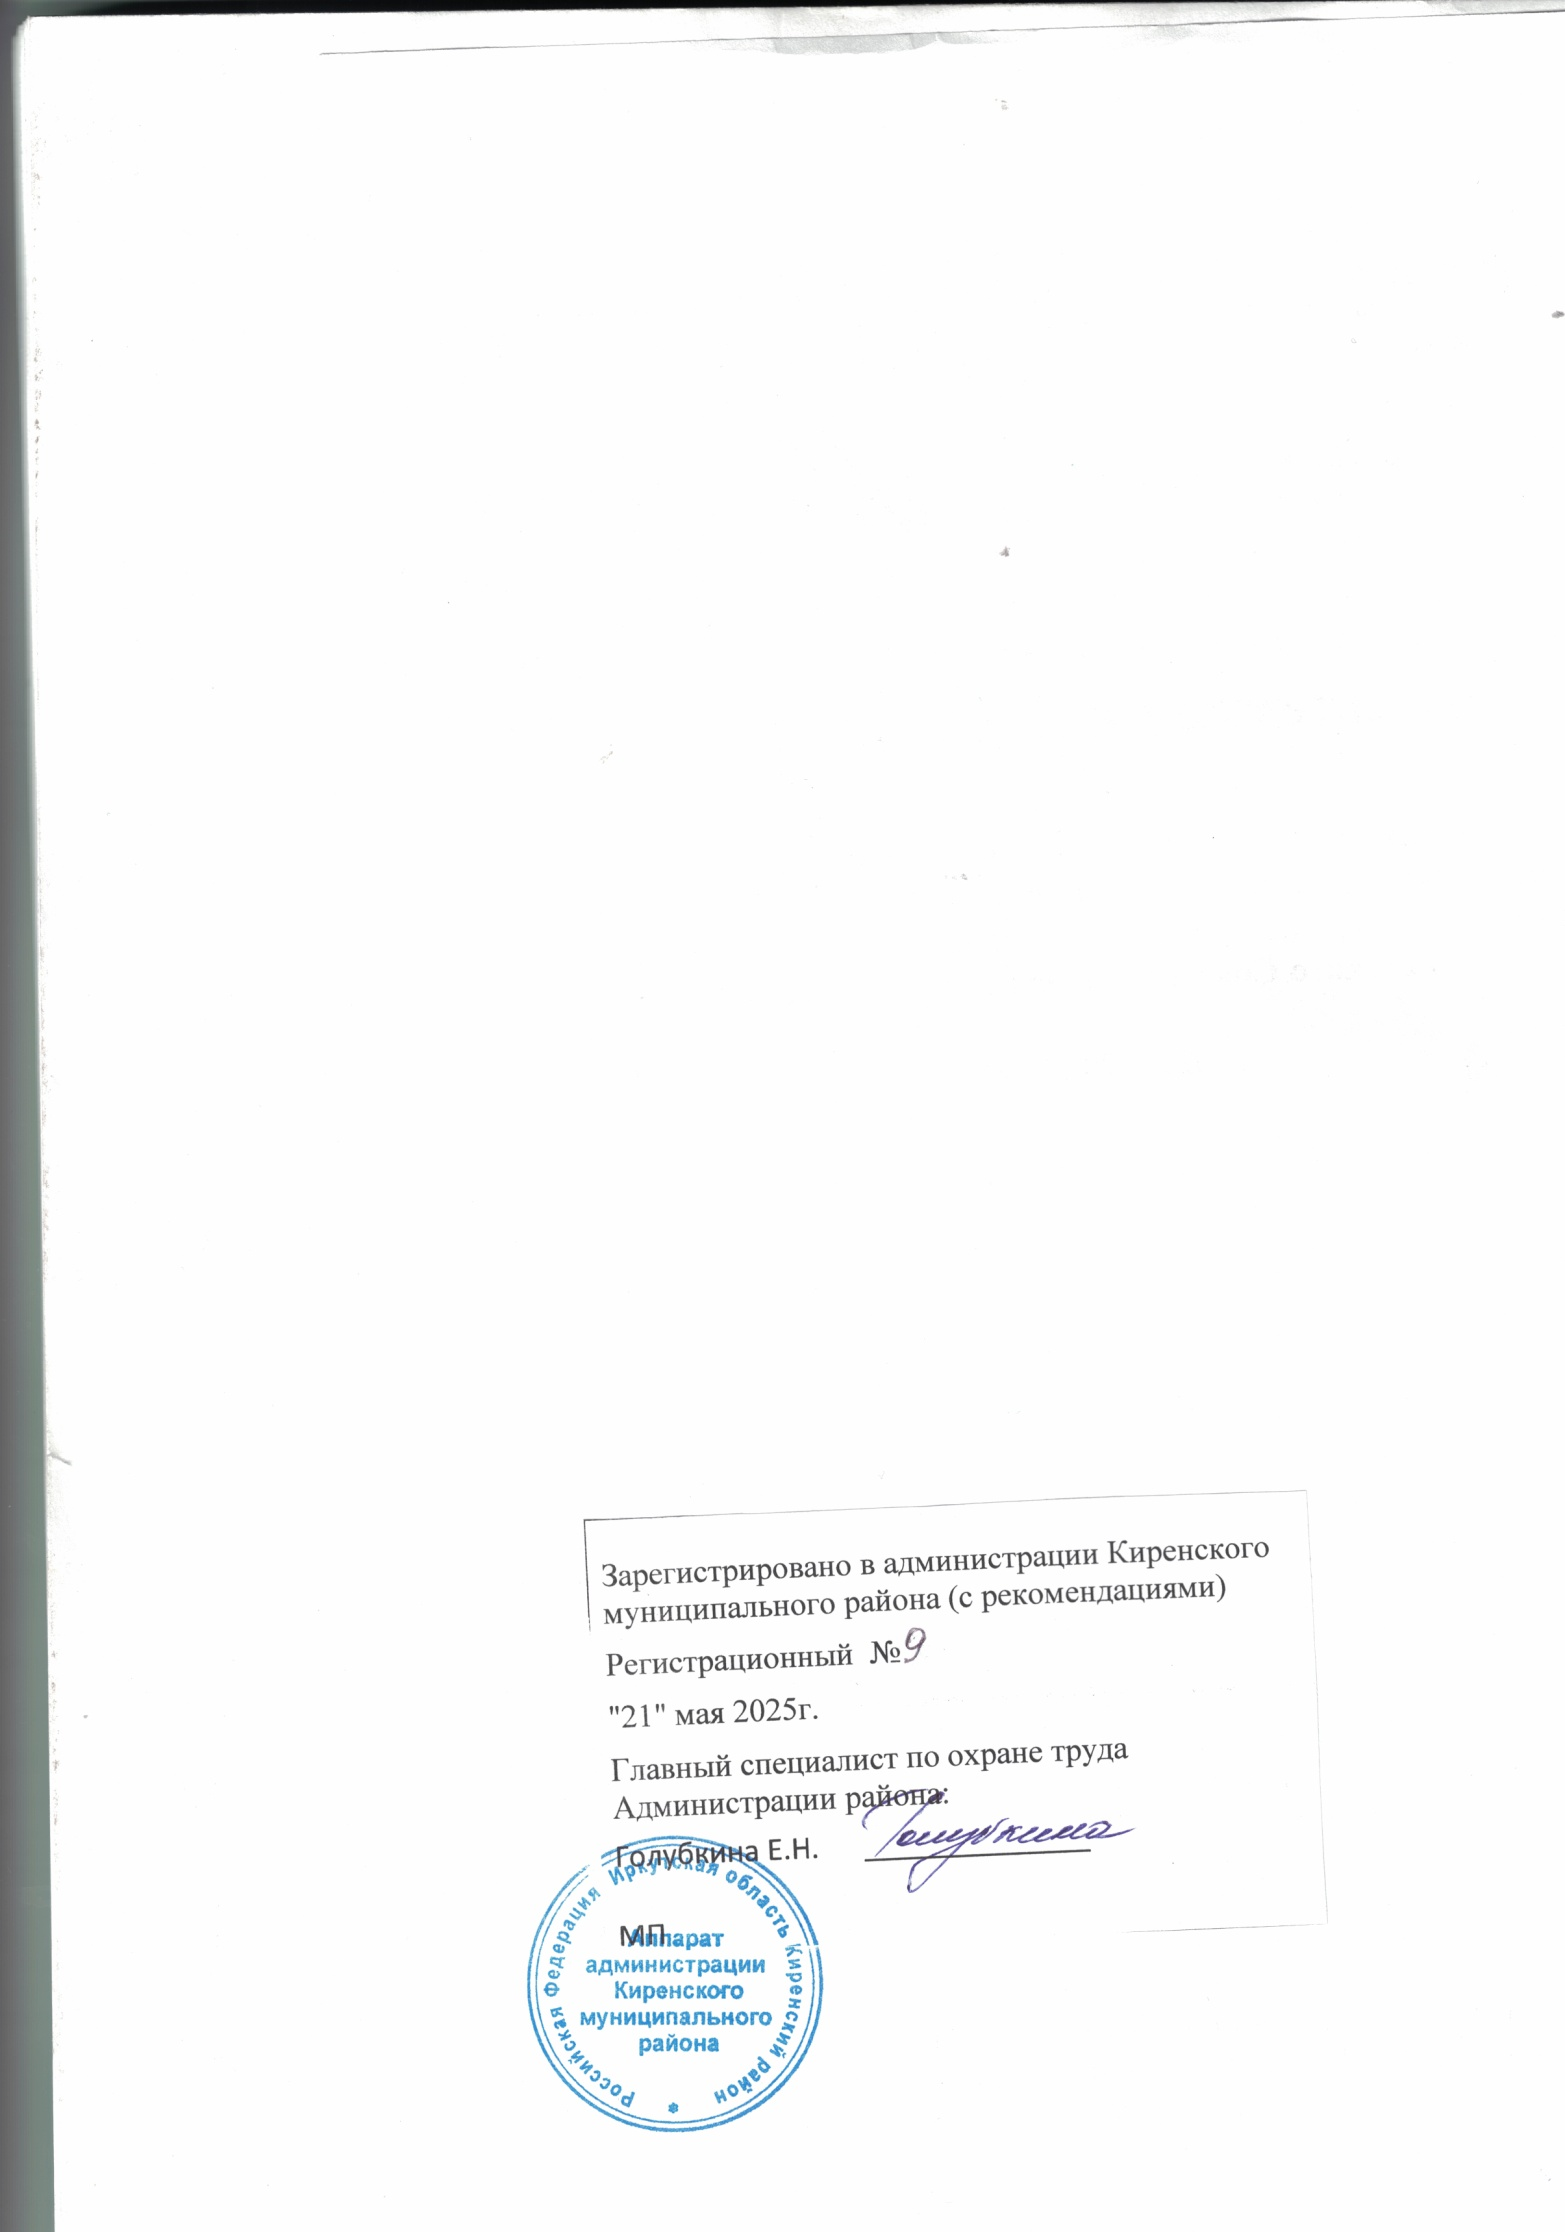 Зарегистрировано в администрации Киренского
муниципального района (с рекомендациями)
Регистрационный №9
"21" мая 2025г.
Главный специалист по охране труда
Администрации района:
Голубкина Е.Н. Голубкина
МП
Российская Федерация Иркутская область Киренский район
Аппарат
администрации
Киренского
муниципального
района